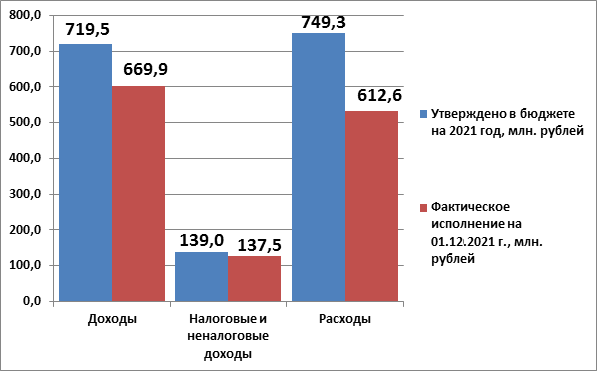 800,0
700,0
600,0
500,0
400,0
300,0
200,0
100,0
0,0
719,5
669,9
139,0
137,5
749,3
612,6
Доходы
Налоговые и
неналоговые
доходы
Расходы
Утверждено в бюджете
на 2021 год, млн. рублей
Фактическое
исполнение на
01.12.2021 г., млн.
рублей